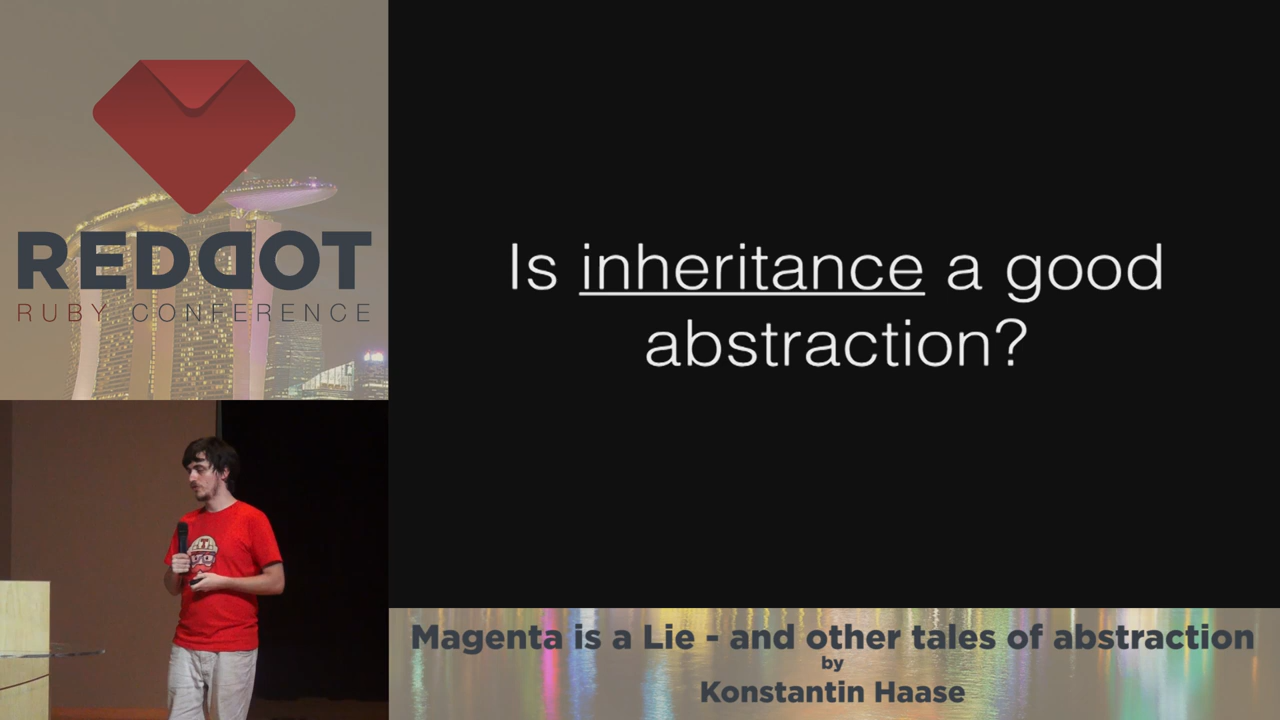 REDDOT
RUBY CONFERENCE
Is inheritance a good
abstraction?
Magenta is a Lie - and other tales of abstraction
by
Konstantin Haase